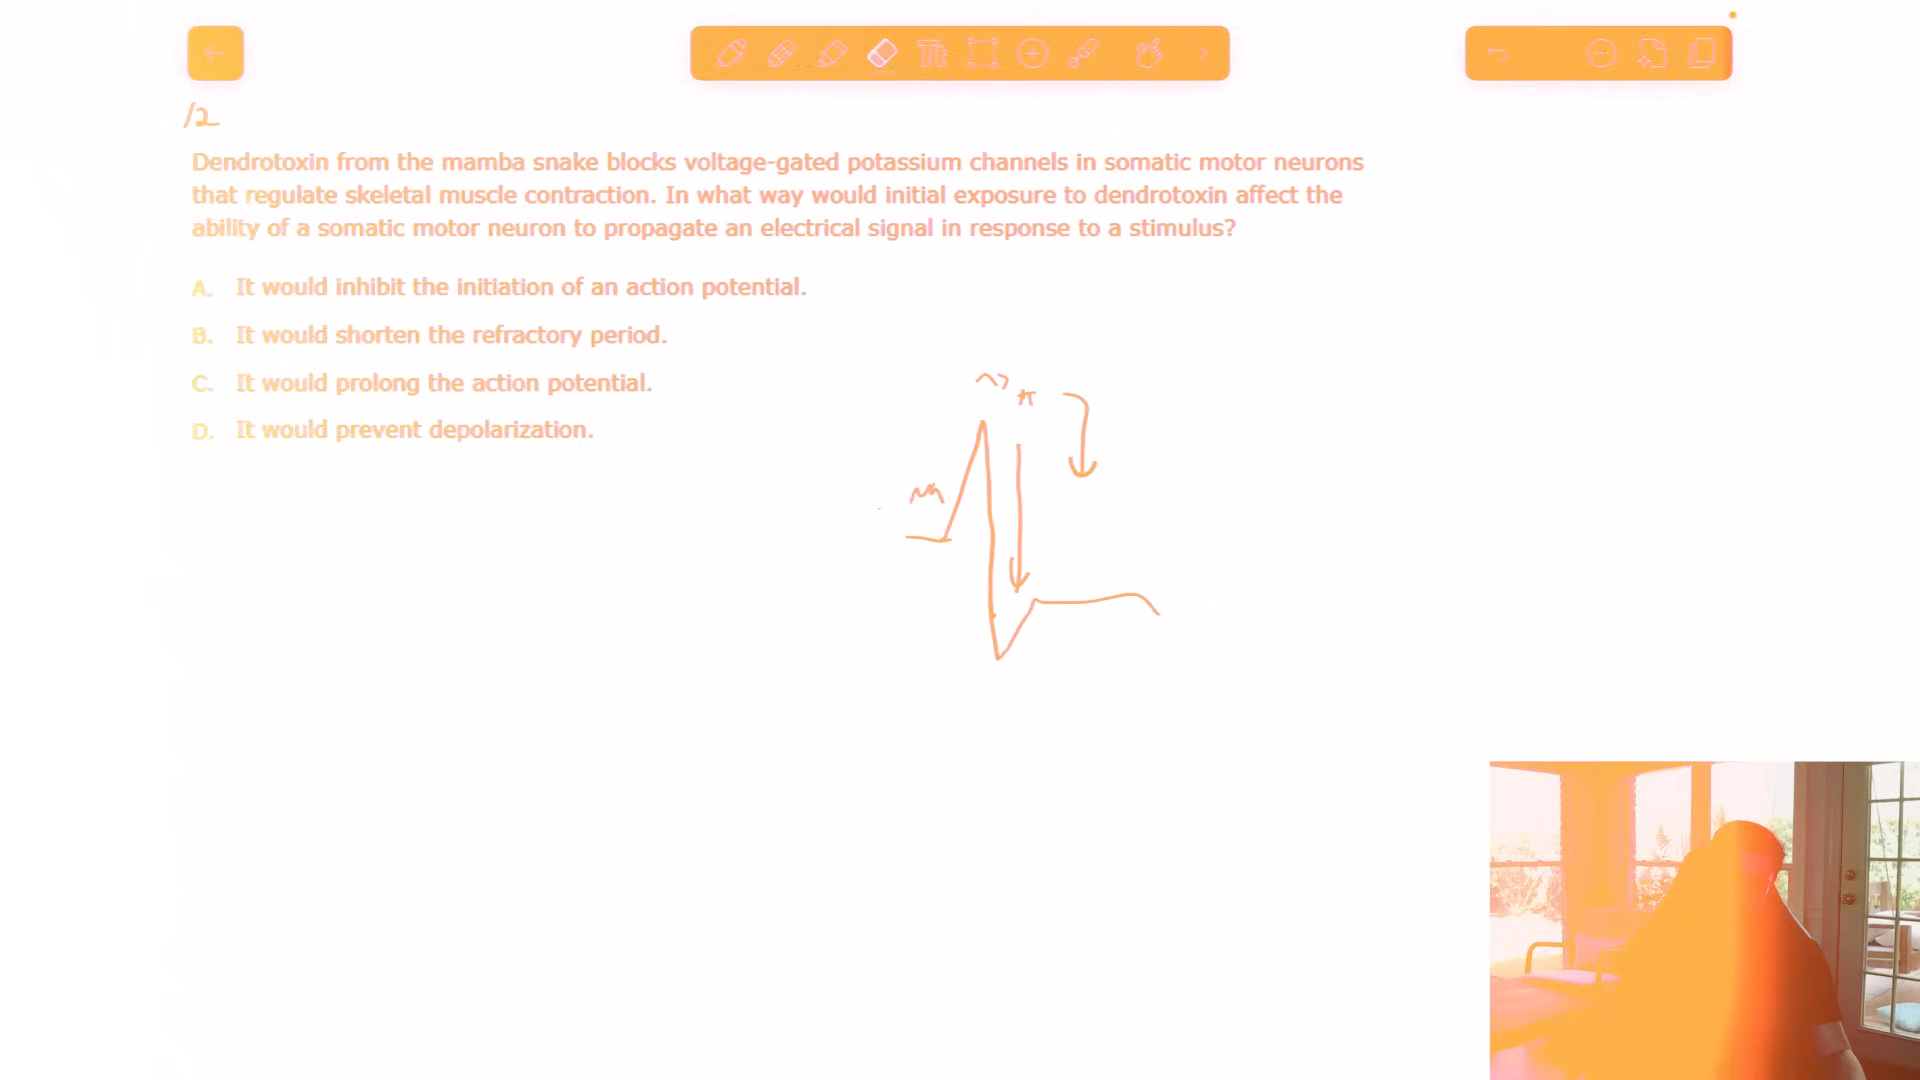 12
Dendrotoxin from the mamba snake blocks voltage-gated potassium channels in somatic motor neurons
that regulate skeletal muscle contraction. In what way would initial exposure to dendrotoxin affect the
ability of a somatic motor neuron to propagate an electrical signal in response to a stimulus?
A. It would inhibit the initiation of an action potential.
B. It would shorten the refractory period.
C. It would prolong the action potential.
D. It would prevent depolarization.